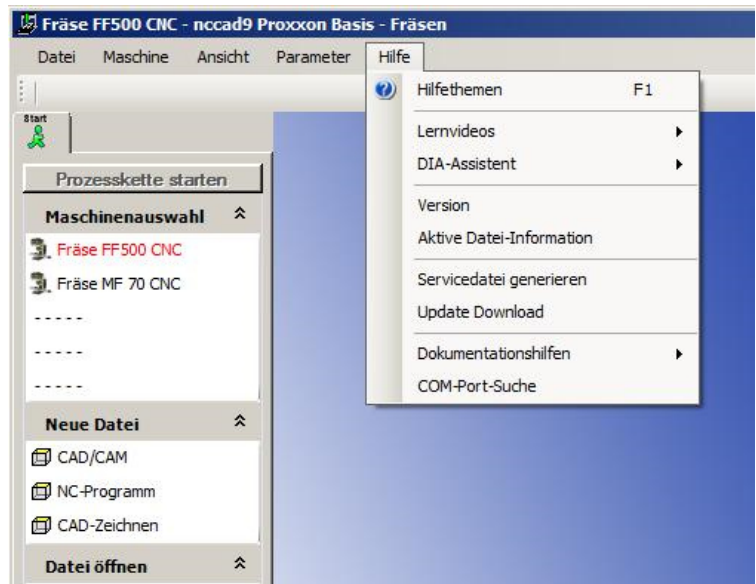 Fräse FF500 CNC - nccad9 Proxxon Basis - Fräsen
Datei Maschine Ansicht Parameter Hilfe
Hilfethemen F1
Lernvideos
DIA-Assistent
Version
Aktive Datei-Information
Servicedatei generieren
Update Download
Dokumentationshilfen
COM-Port-Suche
Start
Prozesskette starten
Maschinenauswahl
Fräse FF500 CNC
Fräse MF 70 CNC
- - - - -
- - - - -
- - - - -
Neue Datei
CAD/CAM
NC-Programm
CAD-Zeichnen
Datei öffnen